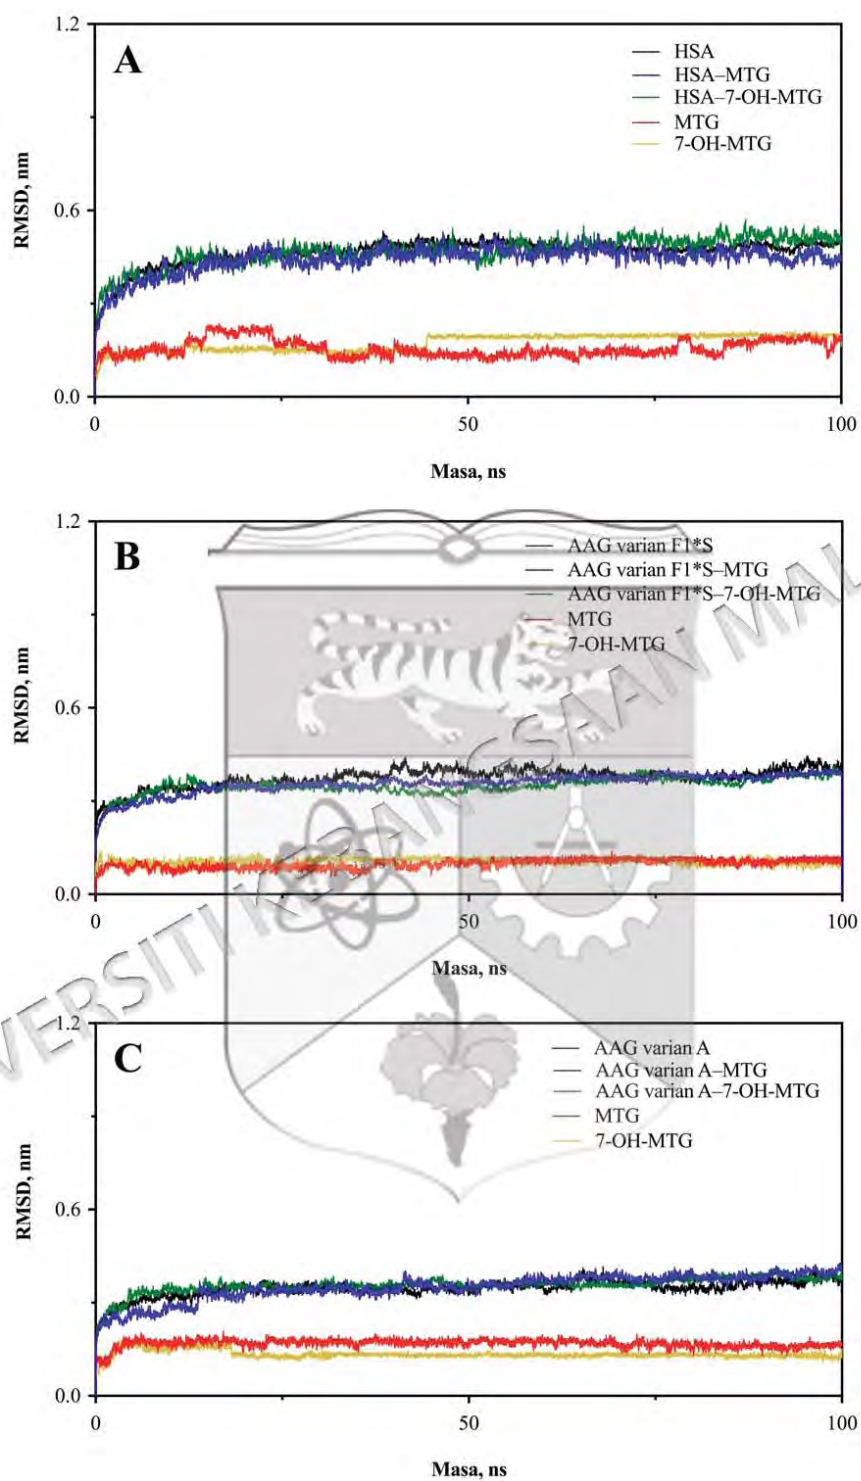 1.2
A
HSA
HSA–MTG
HSA–7-OH-MTG
MTG
7-OH-MTG
RMSD, nm
0.6
0.0
0
50
100
Masa, ns
1.2
B
AAG varian F1*S
AAG varian F1*S–MTG
AAG varian F1*S–7-OH-MTG
MTG
7-OH-MTG
RMSD, nm
0.6
0.0
0
50
100
Masa, ns
VERSITI KEBANGSAAN MAL
1.2
C
AAG varian A
AAG varian A–MTG
AAG varian A–7-OH-MTG
MTG
7-OH-MTG
RMSD, nm
0.6
0.0
0
50
100
Masa, ns